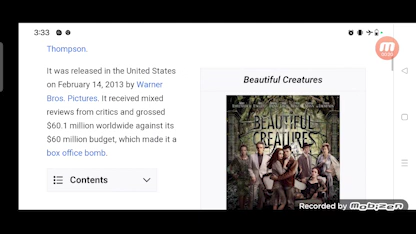 3:33
Thompson.
It was released in the United States
on February 14, 2013 by Warner
Bros. Pictures. It received mixed
reviews from critics and grossed
$60.1 million worldwide against its
$60 million budget, which made it a
box office bomb.
Contents
Beautiful Creatures
BEAUTIFUL
CREATURES
Recorded by mobizen